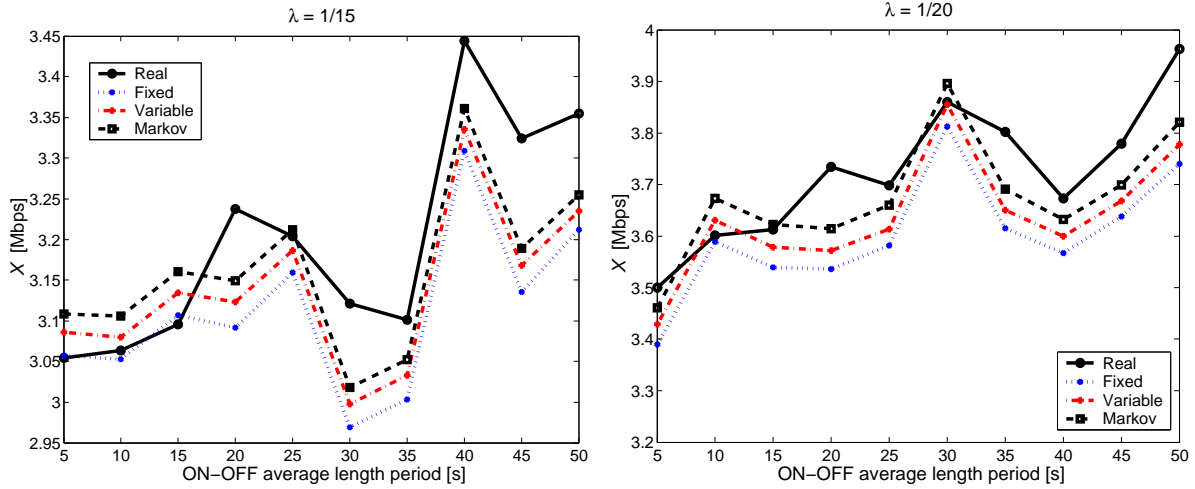 λ = 1/15
3.45
3.4
3.35
3.3
3.25
3.2
3.15
3.1
3.05
3
2.95
X [Mbps]
Real
Fixed
Variable
Markov
5 10 15 20 25 30 35 40 45 50
ON−OFF average length period [s]
λ = 1/20
4
3.9
3.8
3.7
3.6
3.5
3.4
3.3
3.2
X [Mbps]
Real
Fixed
Variable
Markov
5 10 15 20 25 30 35 40 45 50
ON−OFF average length period [s]